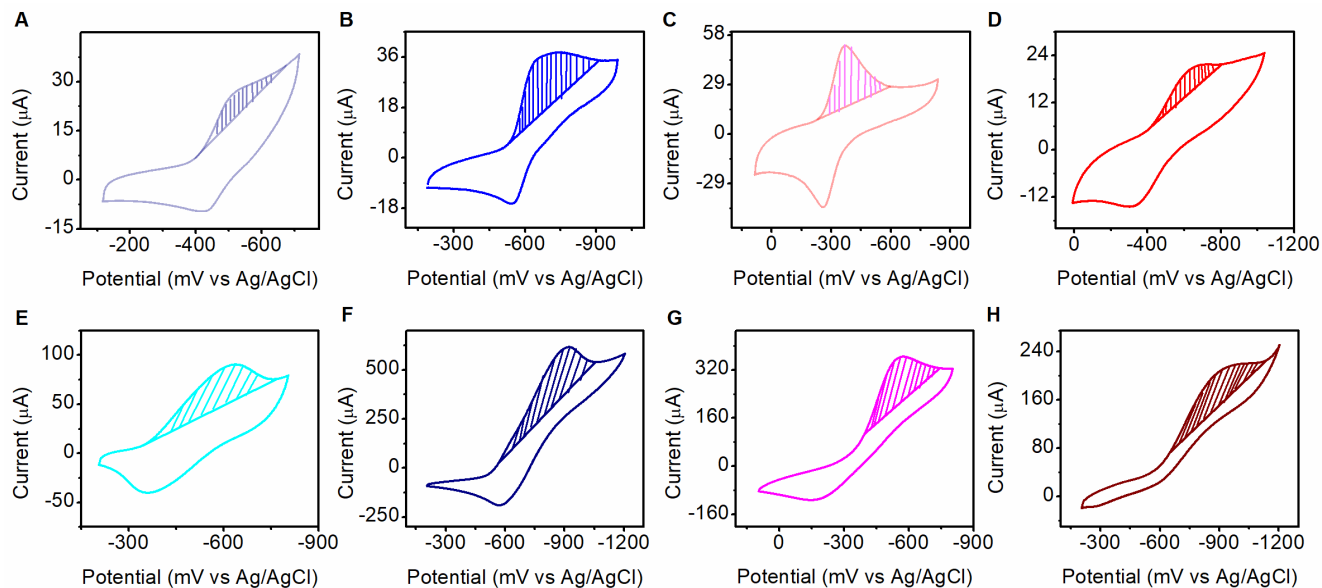 A
B
C
D
Current (μA)
30
15
0
-15
-200
-400
-600
Potential (mV vs Ag/AgCl)
Current (μA)
36
18
0
-18
-300
-600
-900
Potential (mV vs Ag/AgCl)
Current (μA)
58
29
0
-29
0
-300
-600
-900
Potential (mV vs Ag/AgCl)
Current (μA)
24
12
0
-12
0
-400
-800
-1200
Potential (mV vs Ag/AgCl)
E
F
G
H
Current (μA)
100
50
0
-50
-300
-600
-900
Potential (mV vs Ag/AgCl)
Current (μA)
500
250
0
-250
-300
-600
-900
-1200
Potential (mV vs Ag/AgCl)
Current (μA)
320
160
0
-160
0
-300
-600
-900
Potential (mV vs Ag/AgCl)
Current (μA)
240
160
80
0
-300
-600
-900
-1200
Potential (mV vs Ag/AgCl)